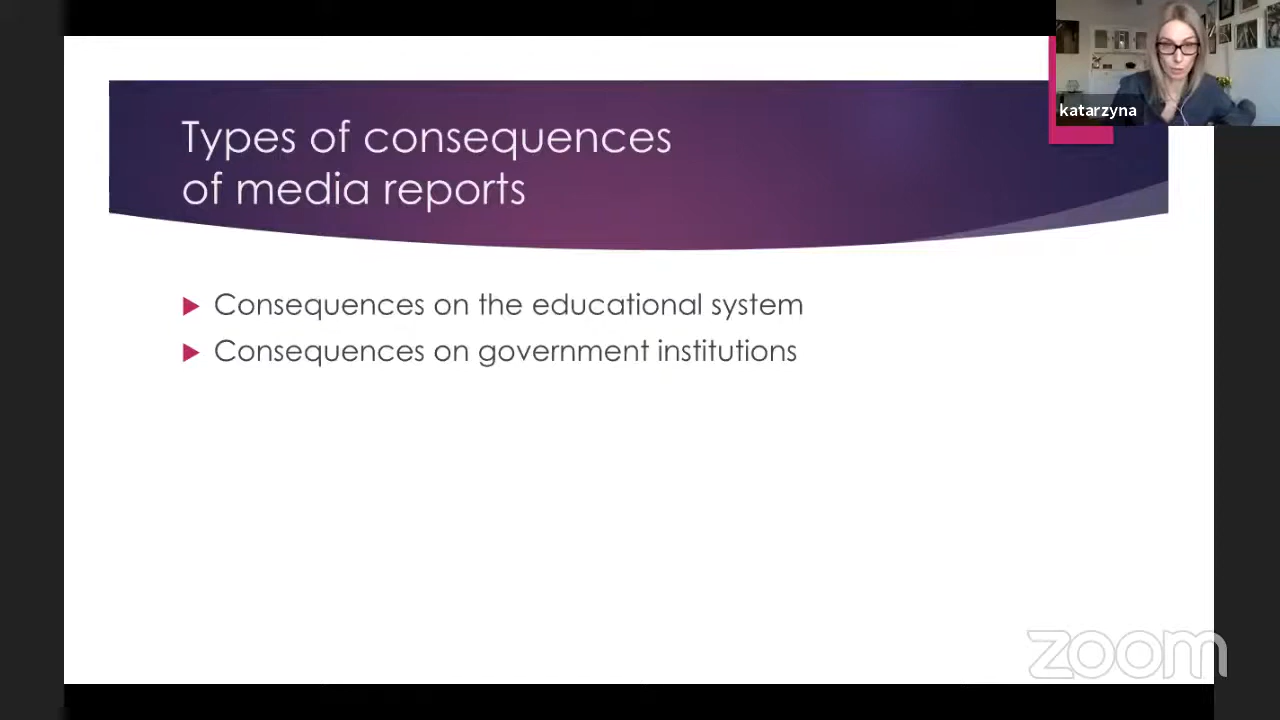 katarzyna
Types of consequences
of media reports
Consequences on the educational system
Consequences on government institutions
zoom